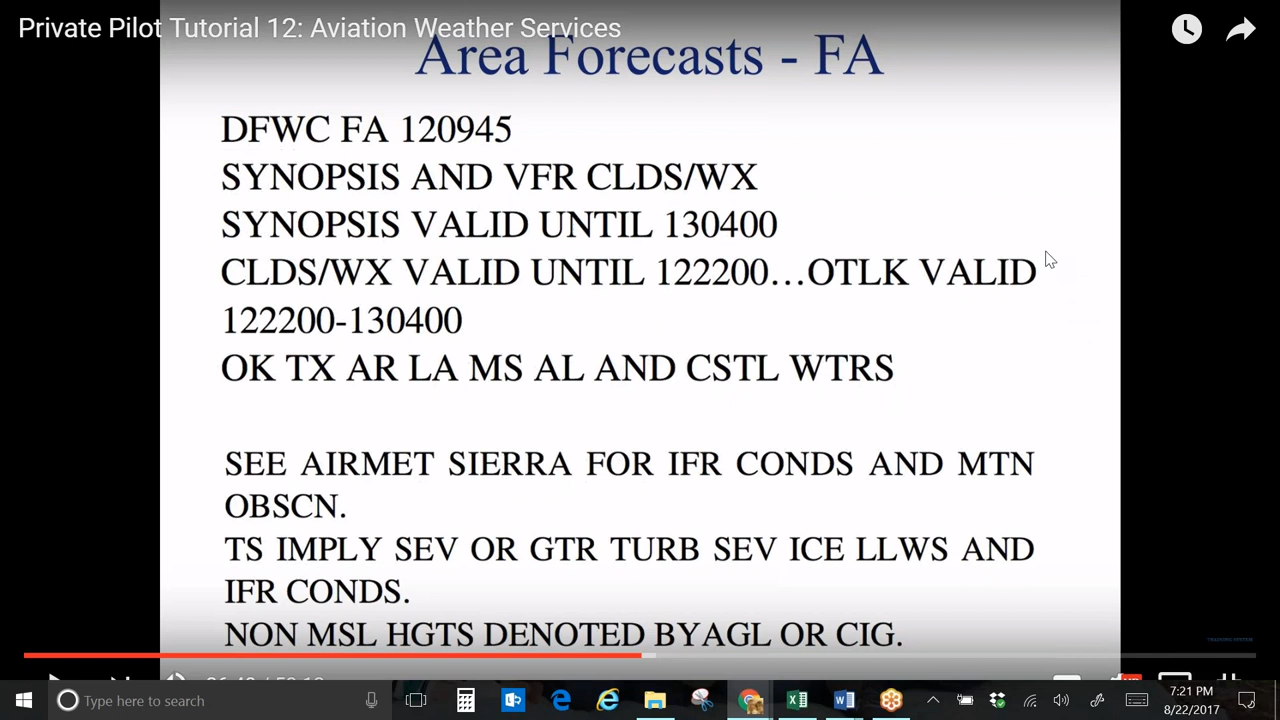 Private Pilot Tutorial 12: Aviation Weather Services
Area Forecasts - FA
DFWC FA 120945
SYNOPSIS AND VFR CLDS/WX
SYNOPSIS VALID UNTIL 130400
CLDS/WX VALID UNTIL 122200...OTLK VALID
122200-130400
OK TX AR LA MS AL AND CSTL WTRS
SEE AIRMET SIERRA FOR IFR CONDS AND MTN
OBSCN.
TS IMPLY SEV OR GTR TURB SEV ICE LLWS AND
IFR CONDS.
NON MSL HGTS DENOTED BYAGL OR CIG.
Type here to search
7:21 PM
8/22/2017